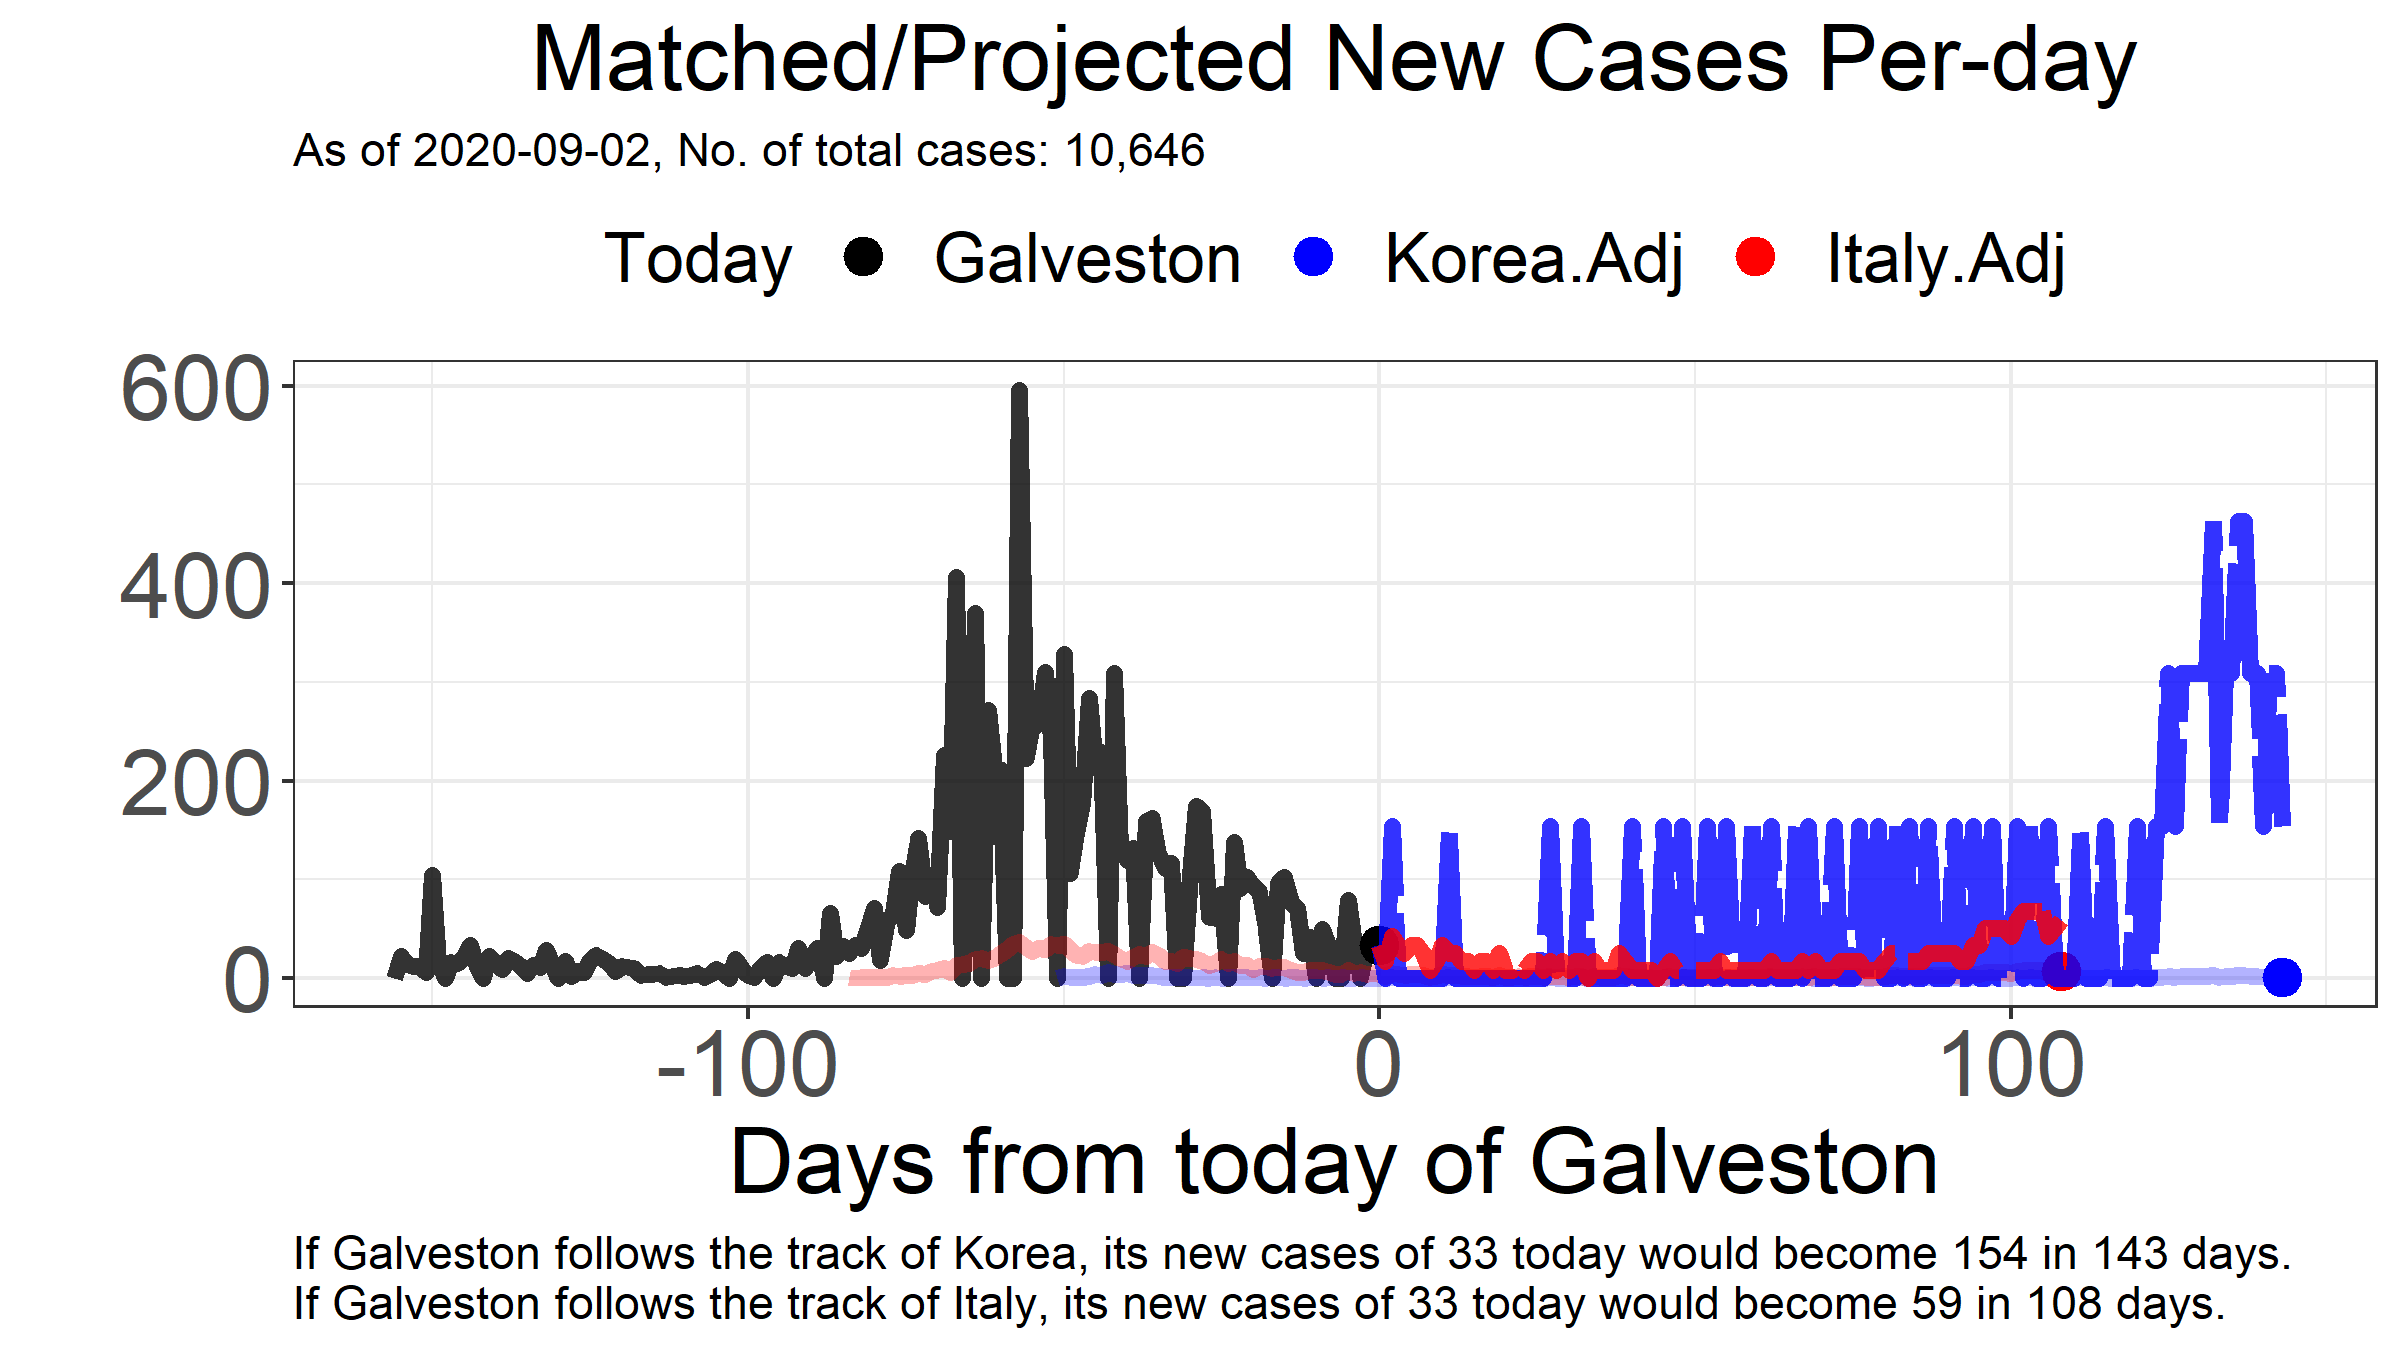 Matched/Projected New Cases Per-day
As of 2020-09-02, No. of total cases: 10,646
Today Galveston Korea.Adj Italy.Adj
600
400
200
0
-100 0 100
Days from today of Galveston
If Galveston follows the track of Korea, its new cases of 33 today would become 154 in 143 days.
If Galveston follows the track of Italy, its new cases of 33 today would become 59 in 108 days.